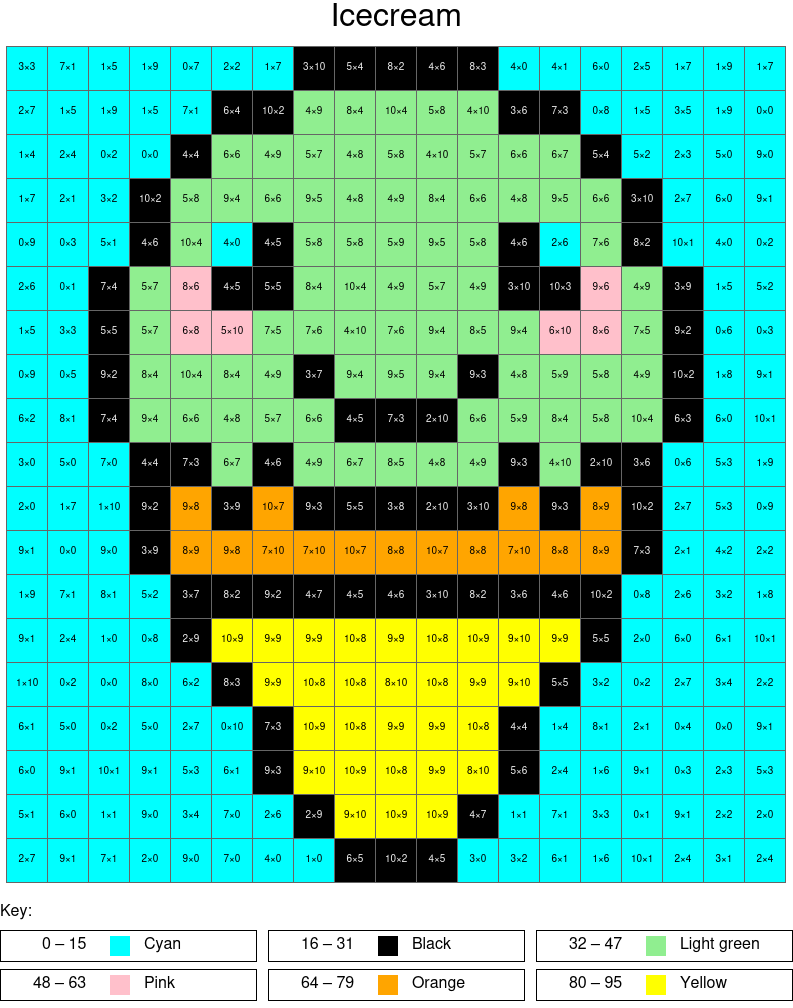 Icecream
3×3 7×1 1×5 1×9 0×7 2×2 1×7 3×10 5×4 8×2 4×6 8×3 4×0 4×1 6×0 2×5 1×7 1×9 1×7
2×7 1×5 1×9 1×5 7×1 6×4 10×2 4×9 8×4 10×4 5×8 4×10 3×6 7×3 0×8 1×5 3×5 1×9 0×0
1×4 2×4 0×2 0×0 4×4 6×6 4×9 5×7 4×8 5×8 4×10 5×7 6×6 6×7 5×4 5×2 2×3 5×0 9×0
1×7 2×1 3×2 10×2 5×8 9×4 6×6 9×5 4×8 4×9 8×4 6×6 4×8 9×5 6×6 3×10 2×7 6×0 9×1
0×9 0×3 5×1 4×6 10×4 4×0 4×5 5×8 5×8 5×9 9×5 5×8 4×6 2×6 7×6 8×2 10×1 4×0 0×2
2×6 0×1 7×4 5×7 8×6 4×5 5×5 8×4 10×4 4×9 5×7 4×9 3×10 10×3 9×6 4×9 3×9 1×5 5×2
1×5 3×3 5×5 5×7 6×8 5×10 7×5 7×6 4×10 7×6 9×4 8×5 9×4 6×10 8×6 7×5 9×2 0×6 0×3
0×9 0×5 9×2 8×4 10×4 8×4 4×9 3×7 9×4 9×5 9×4 9×3 4×8 5×9 5×8 4×9 10×2 1×8 9×1
6×2 8×1 7×4 9×4 6×6 4×8 5×7 6×6 4×5 7×3 2×10 6×6 5×9 8×4 5×8 10×4 6×3 6×0 10×1
3×0 5×0 7×0 4×4 7×3 6×7 4×6 4×9 6×7 8×5 4×8 4×9 9×3 4×10 2×10 3×6 0×6 5×3 1×9
2×0 1×7 1×10 9×2 9×8 3×9 10×7 9×3 5×5 3×8 2×10 3×10 9×8 9×3 8×9 10×2 2×7 5×3 0×9
9×1 0×0 9×0 3×9 8×9 9×8 7×10 7×10 10×7 8×8 10×7 8×8 7×10 8×8 8×9 7×3 2×1 4×2 2×2
1×9 7×1 8×1 5×2 3×7 8×2 9×2 4×7 4×5 4×6 3×10 8×2 3×6 4×6 10×2 0×8 2×6 3×2 1×8
9×1 2×4 1×0 0×8 2×9 10×9 9×9 9×9 10×8 9×9 10×8 10×9 9×10 9×9 5×5 2×0 6×0 6×1 10×1
1×10 0×2 0×0 8×0 6×2 8×3 9×9 10×8 10×8 8×10 10×8 9×9 9×10 5×5 3×2 0×2 2×7 3×4 2×2
6×1 5×0 0×2 5×0 2×7 0×10 7×3 10×9 10×8 9×9 9×9 10×8 4×4 1×4 8×1 2×1 0×4 0×0 9×1
6×0 9×1 10×1 9×1 5×3 6×1 9×3 9×10 10×9 10×8 9×9 8×10 5×6 2×4 1×6 9×1 0×3 2×3 5×3
5×1 6×0 1×1 9×0 3×4 7×0 2×6 2×9 9×10 10×9 10×9 4×7 1×1 7×1 3×3 0×1 9×1 2×2 2×0
2×7 9×1 7×1 2×0 9×0 7×0 4×0 1×0 6×5 10×2 4×5 3×0 3×2 6×1 1×6 10×1 2×4 3×1 2×4
Key:
0 – 15 Cyan 16 – 31 Black 32 – 47 Light green
48 – 63 Pink 64 – 79 Orange 80 – 95 Yellow